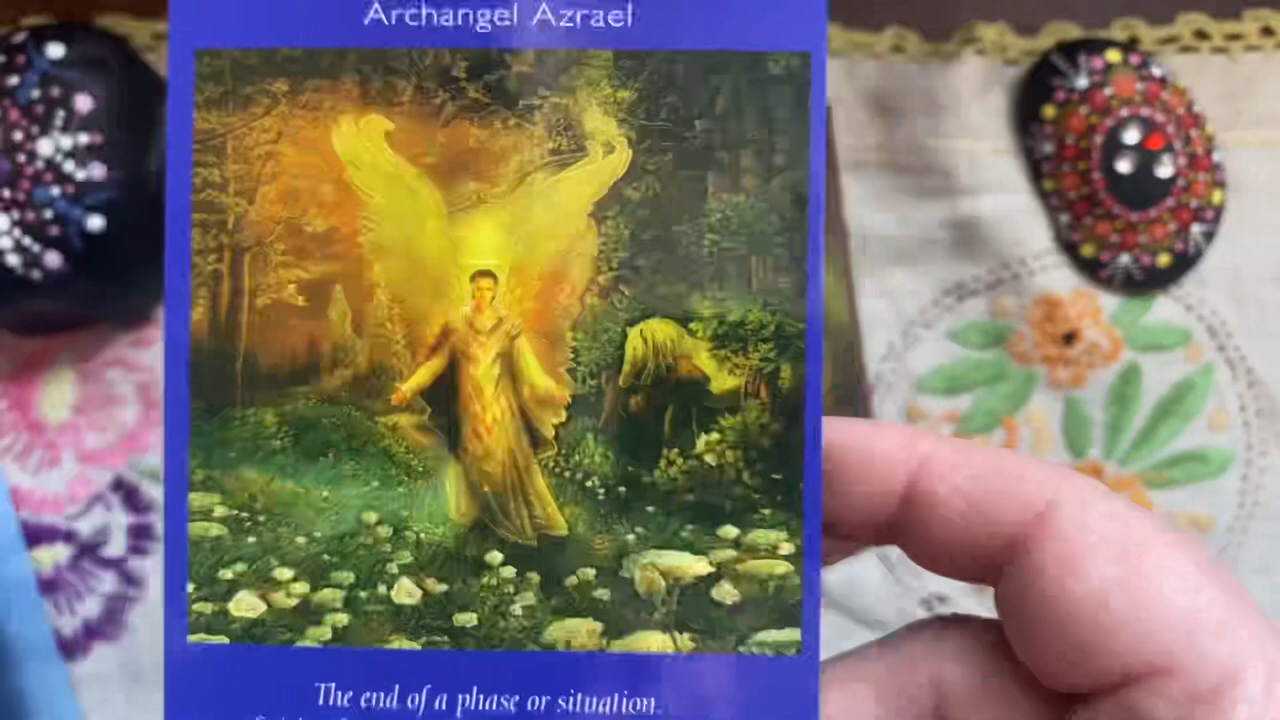 Archangel Azrael
The end of a phase or situation.